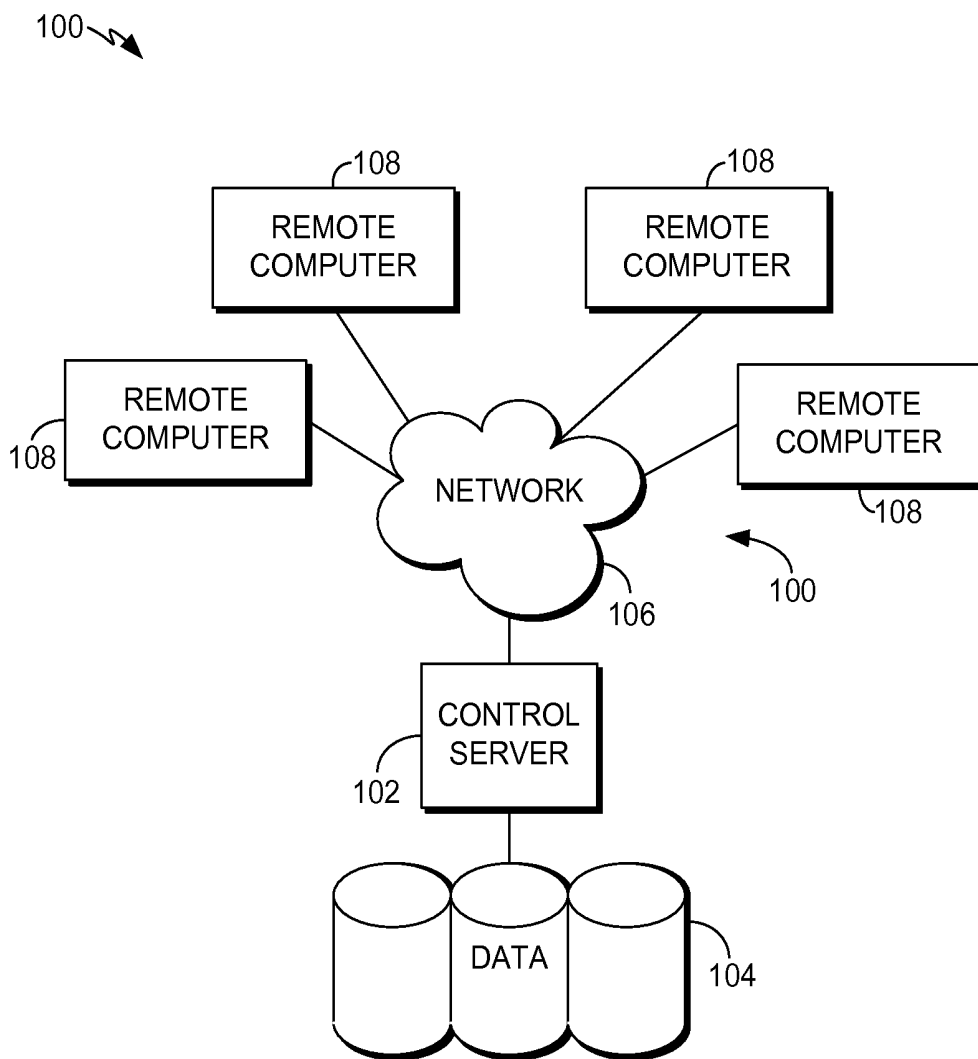 100
108
108
REMOTE
COMPUTER
REMOTE
COMPUTER
REMOTE
COMPUTER
REMOTE
COMPUTER
108
108
NETWORK
100
106
CONTROL
SERVER
102
DATA
104